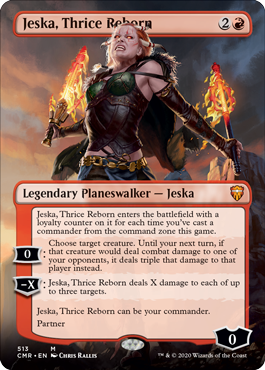 Jeska, Thrice Reborn 2
Legendary Planeswalker — Jeska
Jeska, Thrice Reborn enters the battlefield with a
loyalty counter on it for each time you've cast a
commander from the command zone this game.
0: Choose target creature. Until your next turn, if
that creature would deal combat damage to one of
your opponents, it deals triple that damage to that
player instead.
-X: Jeska, Thrice Reborn deals X damage to each of up
to three targets.
Jeska, Thrice Reborn can be your commander.
Partner
0
513 M
CMR • EN Chris Rallis
™ & © 2020 Wizards of the Coast